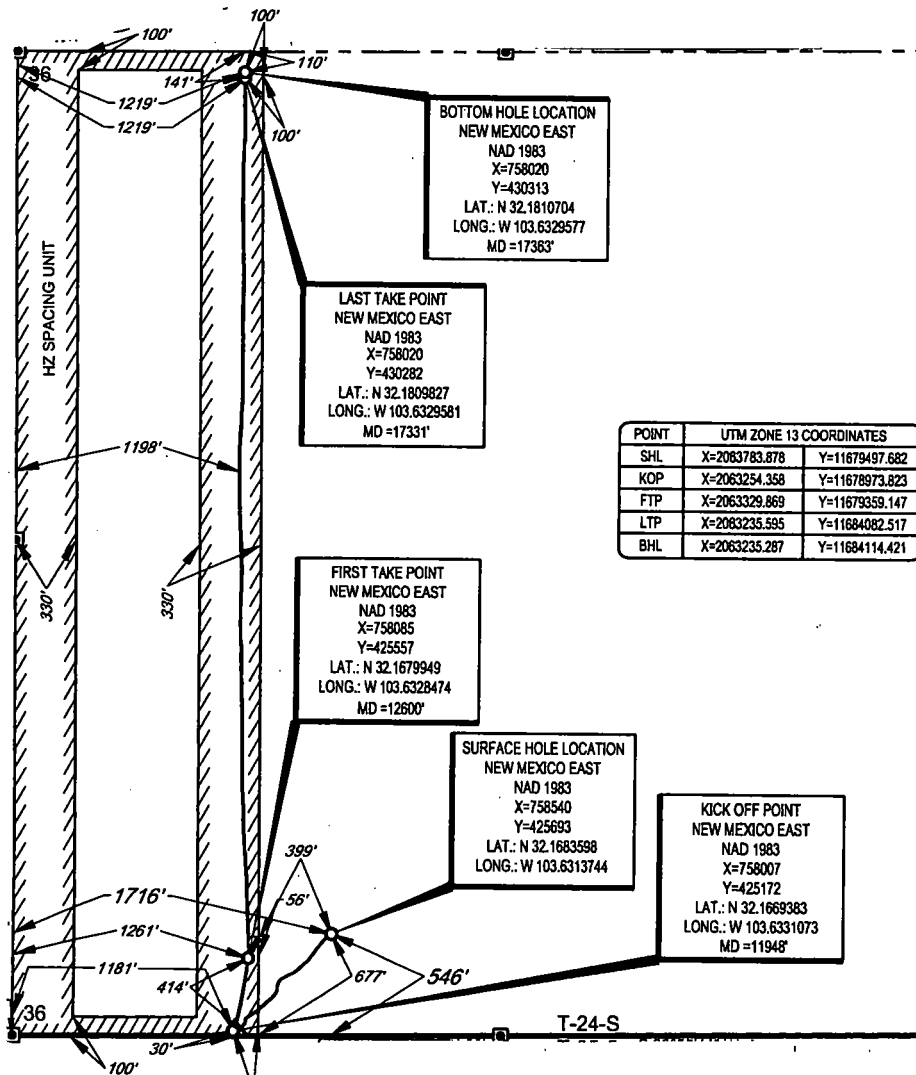 100'
100'
110'
36
141'
1219'
1219'
100'
BOTTOM HOLE LOCATION
NEW MEXICO EAST
NAD 1983
X=758020
Y=430313
LAT.: N 32.1810704
LONG.: W 103.6329577
MD =17363'
HZ SPACING UNIT
LAST TAKE POINT
NEW MEXICO EAST
NAD 1983
X=758020
Y=430282
LAT.: N 32.1809827
LONG.: W 103.6329581
MD =17331'
1198'
POINT UTM ZONE 13 COORDINATES
SHL X=2063783.878 Y=11679497.682
KOP X=2063254.358 Y=11678973.823
FTP X=2063329.869 Y=11679359.147
LTP X=2063235.595 Y=11684082.517
BHL X=2063235.287 Y=11684114.421
330'
330'
FIRST TAKE POINT
NEW MEXICO EAST
NAD 1983
X=758085
Y=425557
LAT.: N 32.1679949
LONG.: W 103.6328474
MD =12600'
SURFACE HOLE LOCATION
NEW MEXICO EAST
NAD 1983
X=758540
Y=425693
LAT.: N 32.1683598
LONG.: W 103.6313744
KICK OFF POINT
NEW MEXICO EAST
NAD 1983
X=758007
Y=425172
LAT.: N 32.1669383
LONG.: W 103.6331073
MD =11948'
399'
1716'
56'
1261'
1181'
414'
677'
546'
36
30'
100'
T-24-S